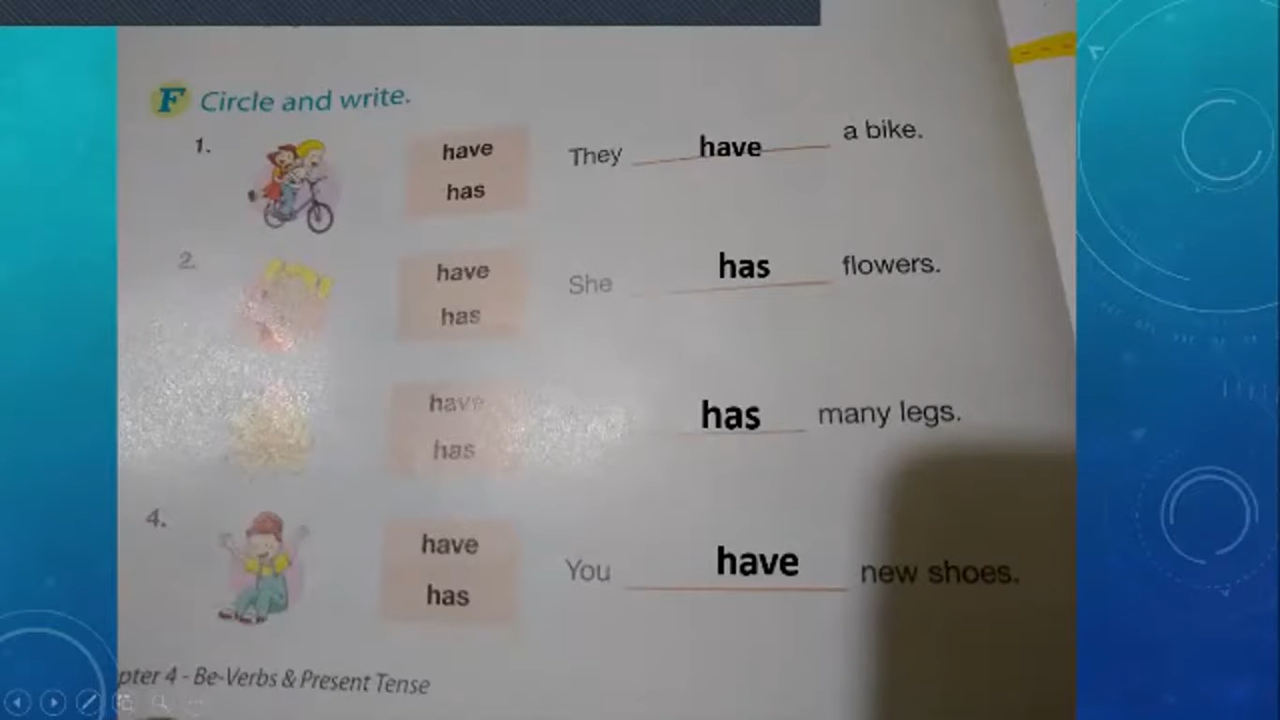 F Circle and write.
1. have They have a bike.
has
2. have She has flowers.
has
have has many legs.
has
4. have You have new shoes.
has
pter 4 - Be-Verbs & Present Tense